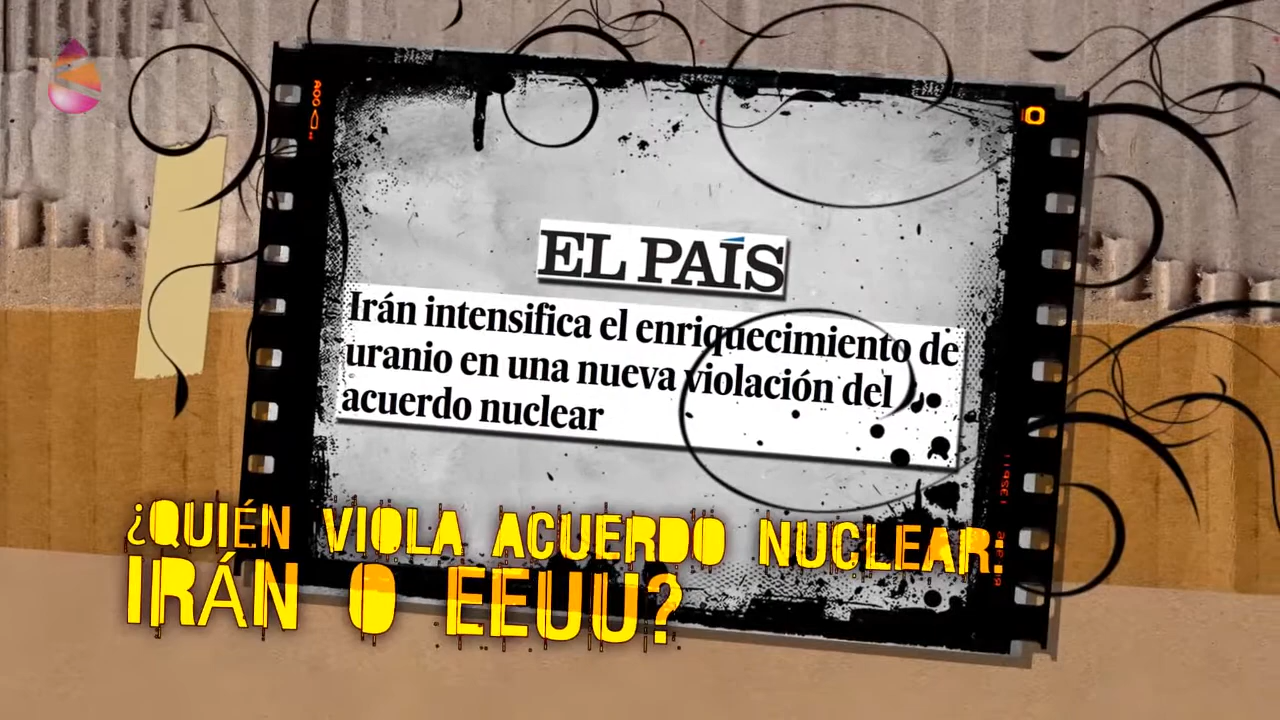 EL PAÍS
Irán intensifica el enriquecimiento de
uranio en una nueva violación del
acuerdo nuclear
¿QUIÉN VIOLA ACUERDO NUCLEAR:
IRÁN O EEUU?